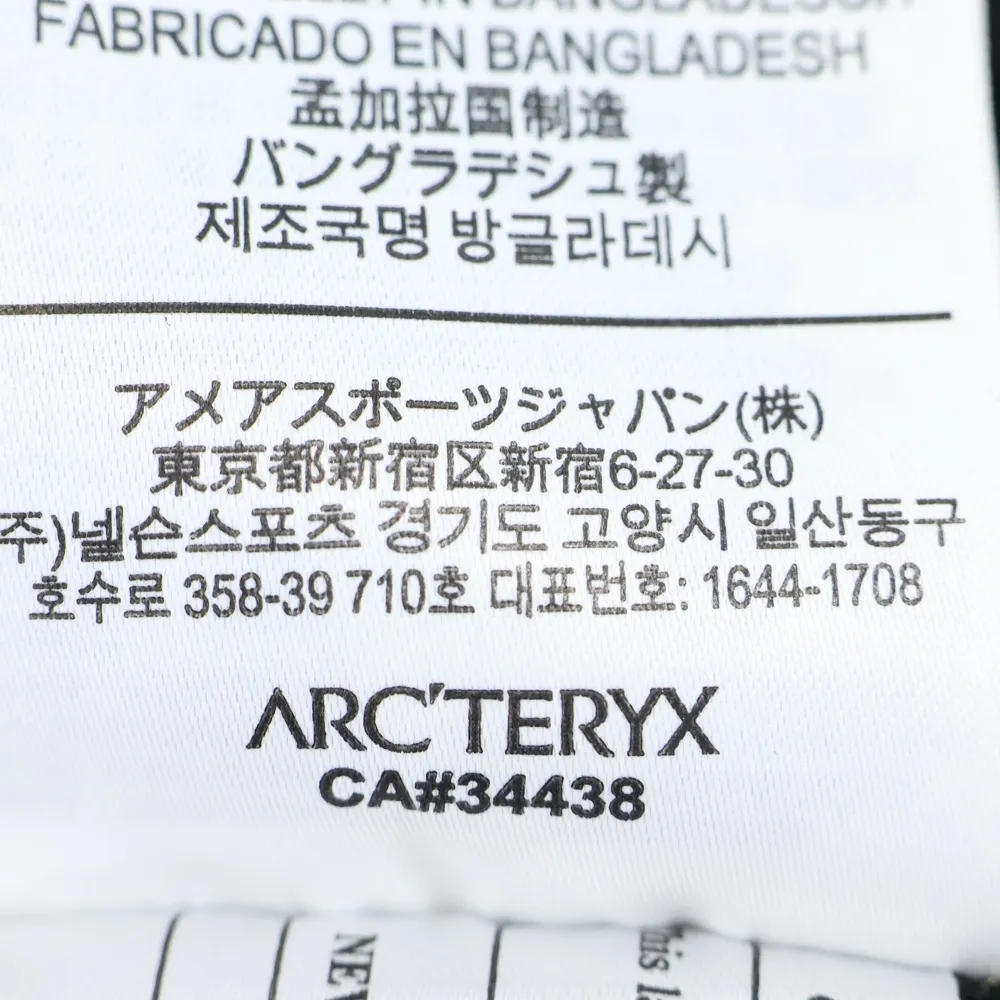 IN BANGLADESCH
FABRICADO EN BANGLADESH
孟加拉国制造
バングラデシュ製
제조국명 방글라데시
アメアスポーツジャパン(株)
東京都新宿区新宿6-27-30
주)넬슨스포츠 경기도 고양시 일산동구
호수로 358-39 710호 대표번호: 1644-1708
ARC'TERYX
CA#34438